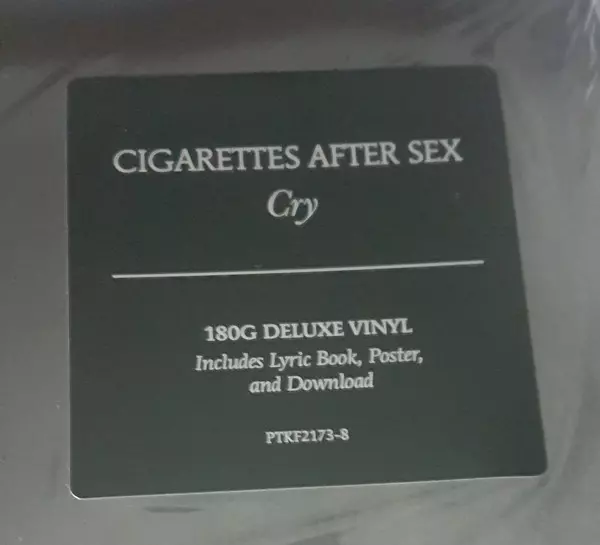 CIGARETTES AFTER SEX
Cry
180G DELUXE VINYL
Includes Lyric Book, Poster,
and Download
PTKF2173-8